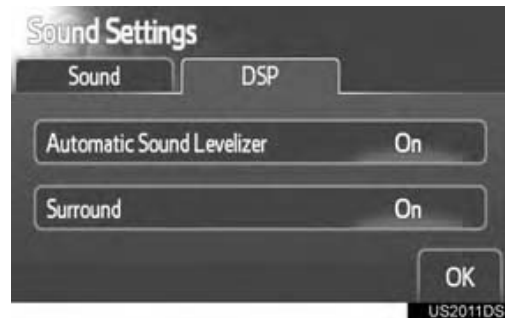 Sound Settings
Sound DSP
Automatic Sound Levelizer On
Surround On
OK
US2011DS